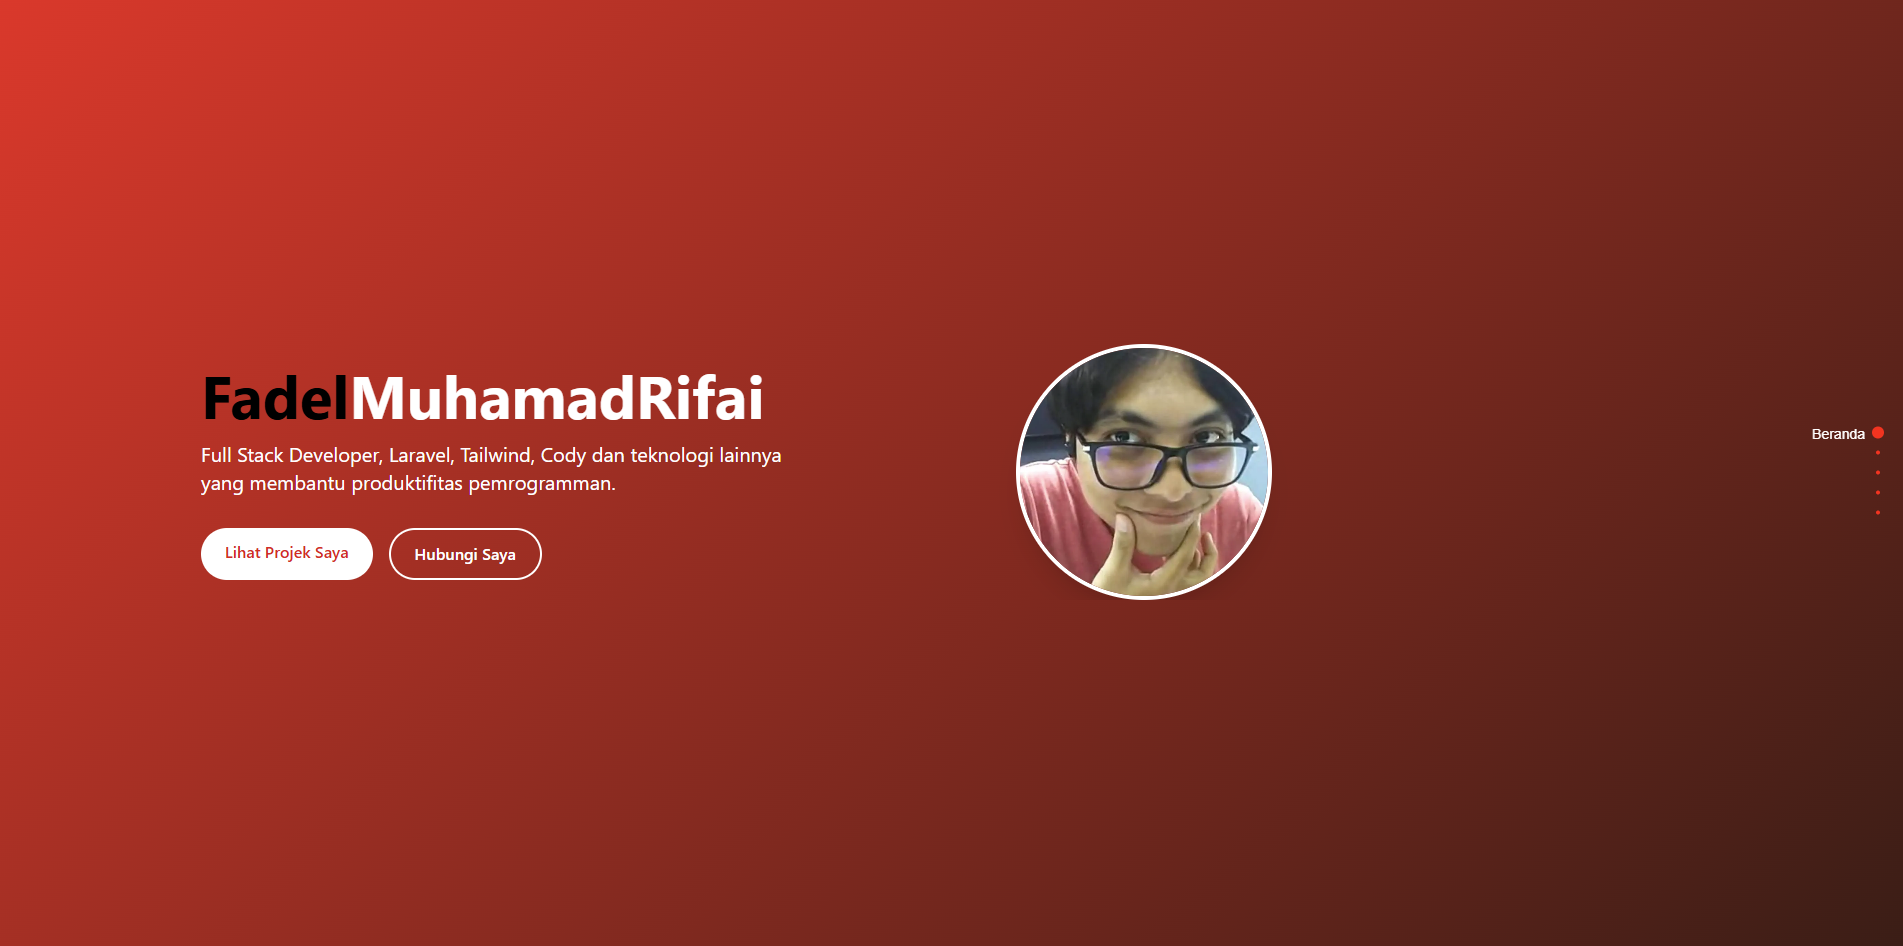 FadelMuhamadRifai
Full Stack Developer, Laravel, Tailwind, Cody dan teknologi lainnya
yang membantu produktifitas pemrogramman.
Lihat Projek Saya
Hubungi Saya
Beranda